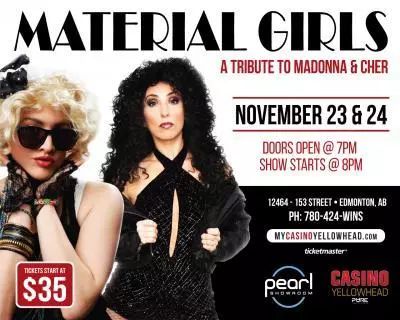 MATERIAL GIRLS
A TRIBUTE TO MADONNA & CHER
NOVEMBER 23 & 24
DOORS OPEN @ 7PM
SHOW STARTS @ 8PM
12464 - 153 STREET • EDMONTON, AB
PH: 780-424-WINS
MYCASINOYELLOWHEAD.COM
ticketmaster
TICKETS START AT
$35
pearl
SHOWROOM
CASINO
YELLOWHEAD
PURE